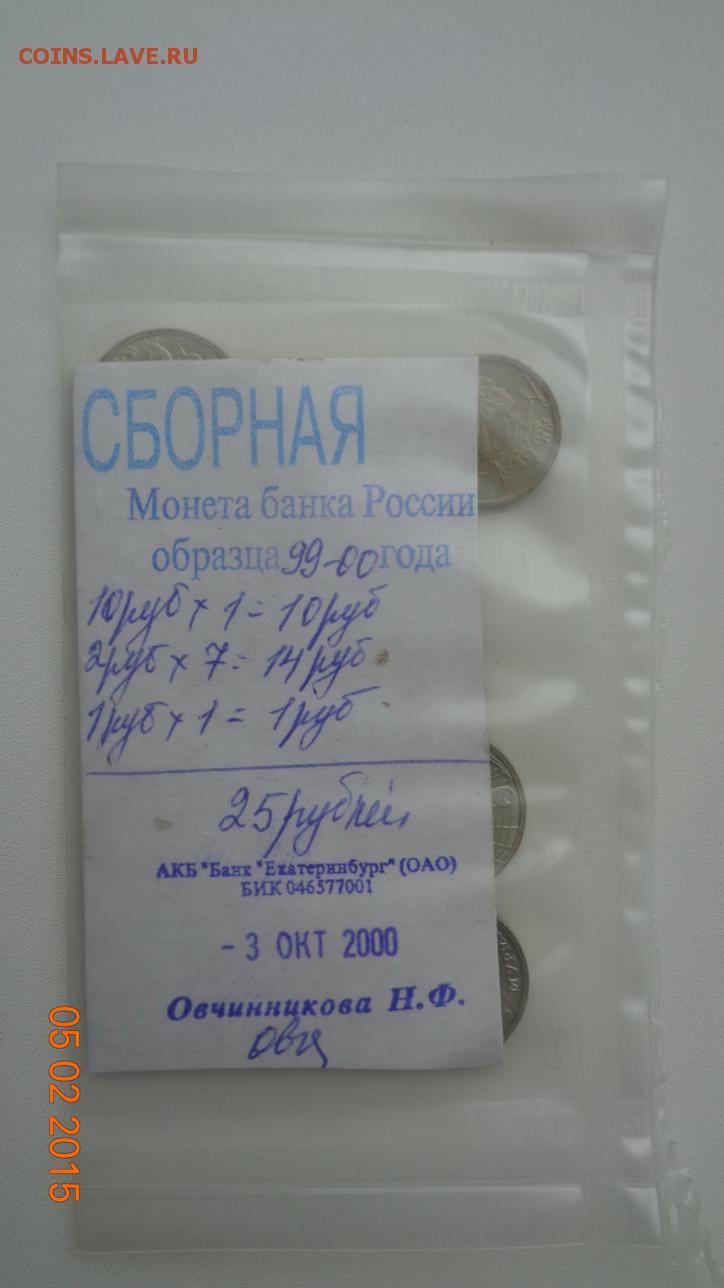 COINS.LAVE.RU
СБОРНАЯ
Монета банка России
образца 99-00 года
10руб × 1 = 10руб
2руб × 7 = 14руб
1руб × 1 = 1руб
25 рублей
АКБ "Банк "Екатеринбург" (ОАО)
БИК 046577001
- 3 ОКТ 2000
Овчинникова Н.Ф.
05 02 2015